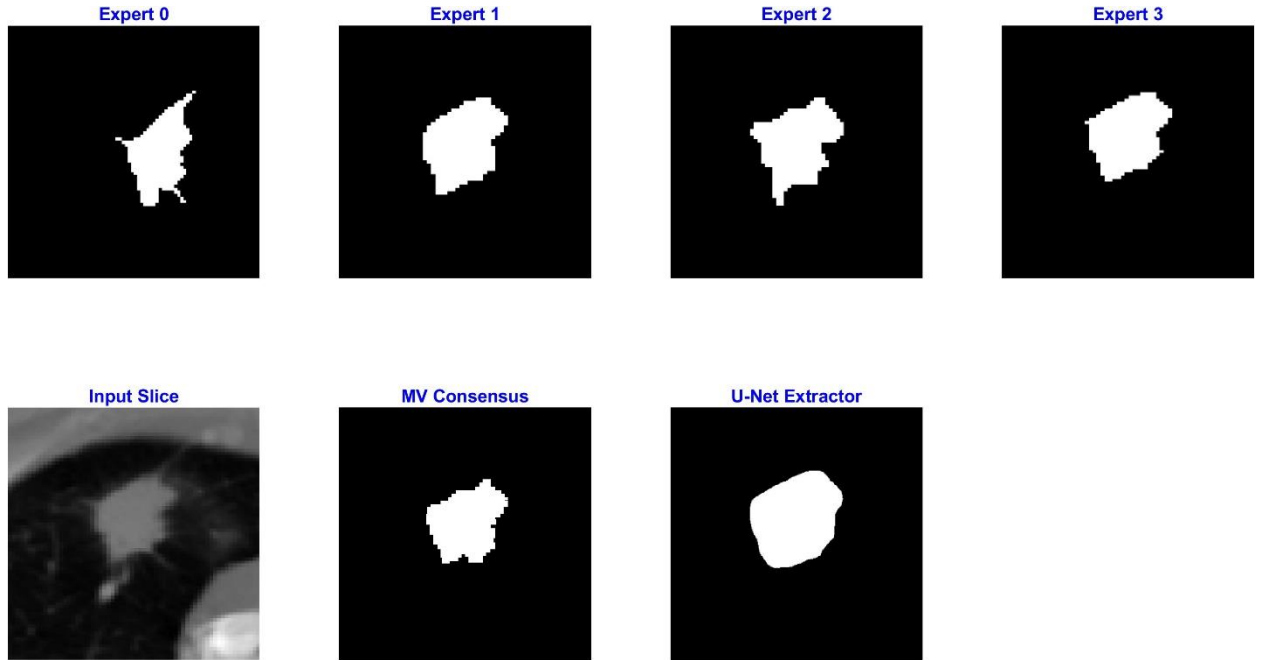 Expert 0
Expert 1
Expert 2
Expert 3
Input Slice
MV Consensus
U-Net Extractor